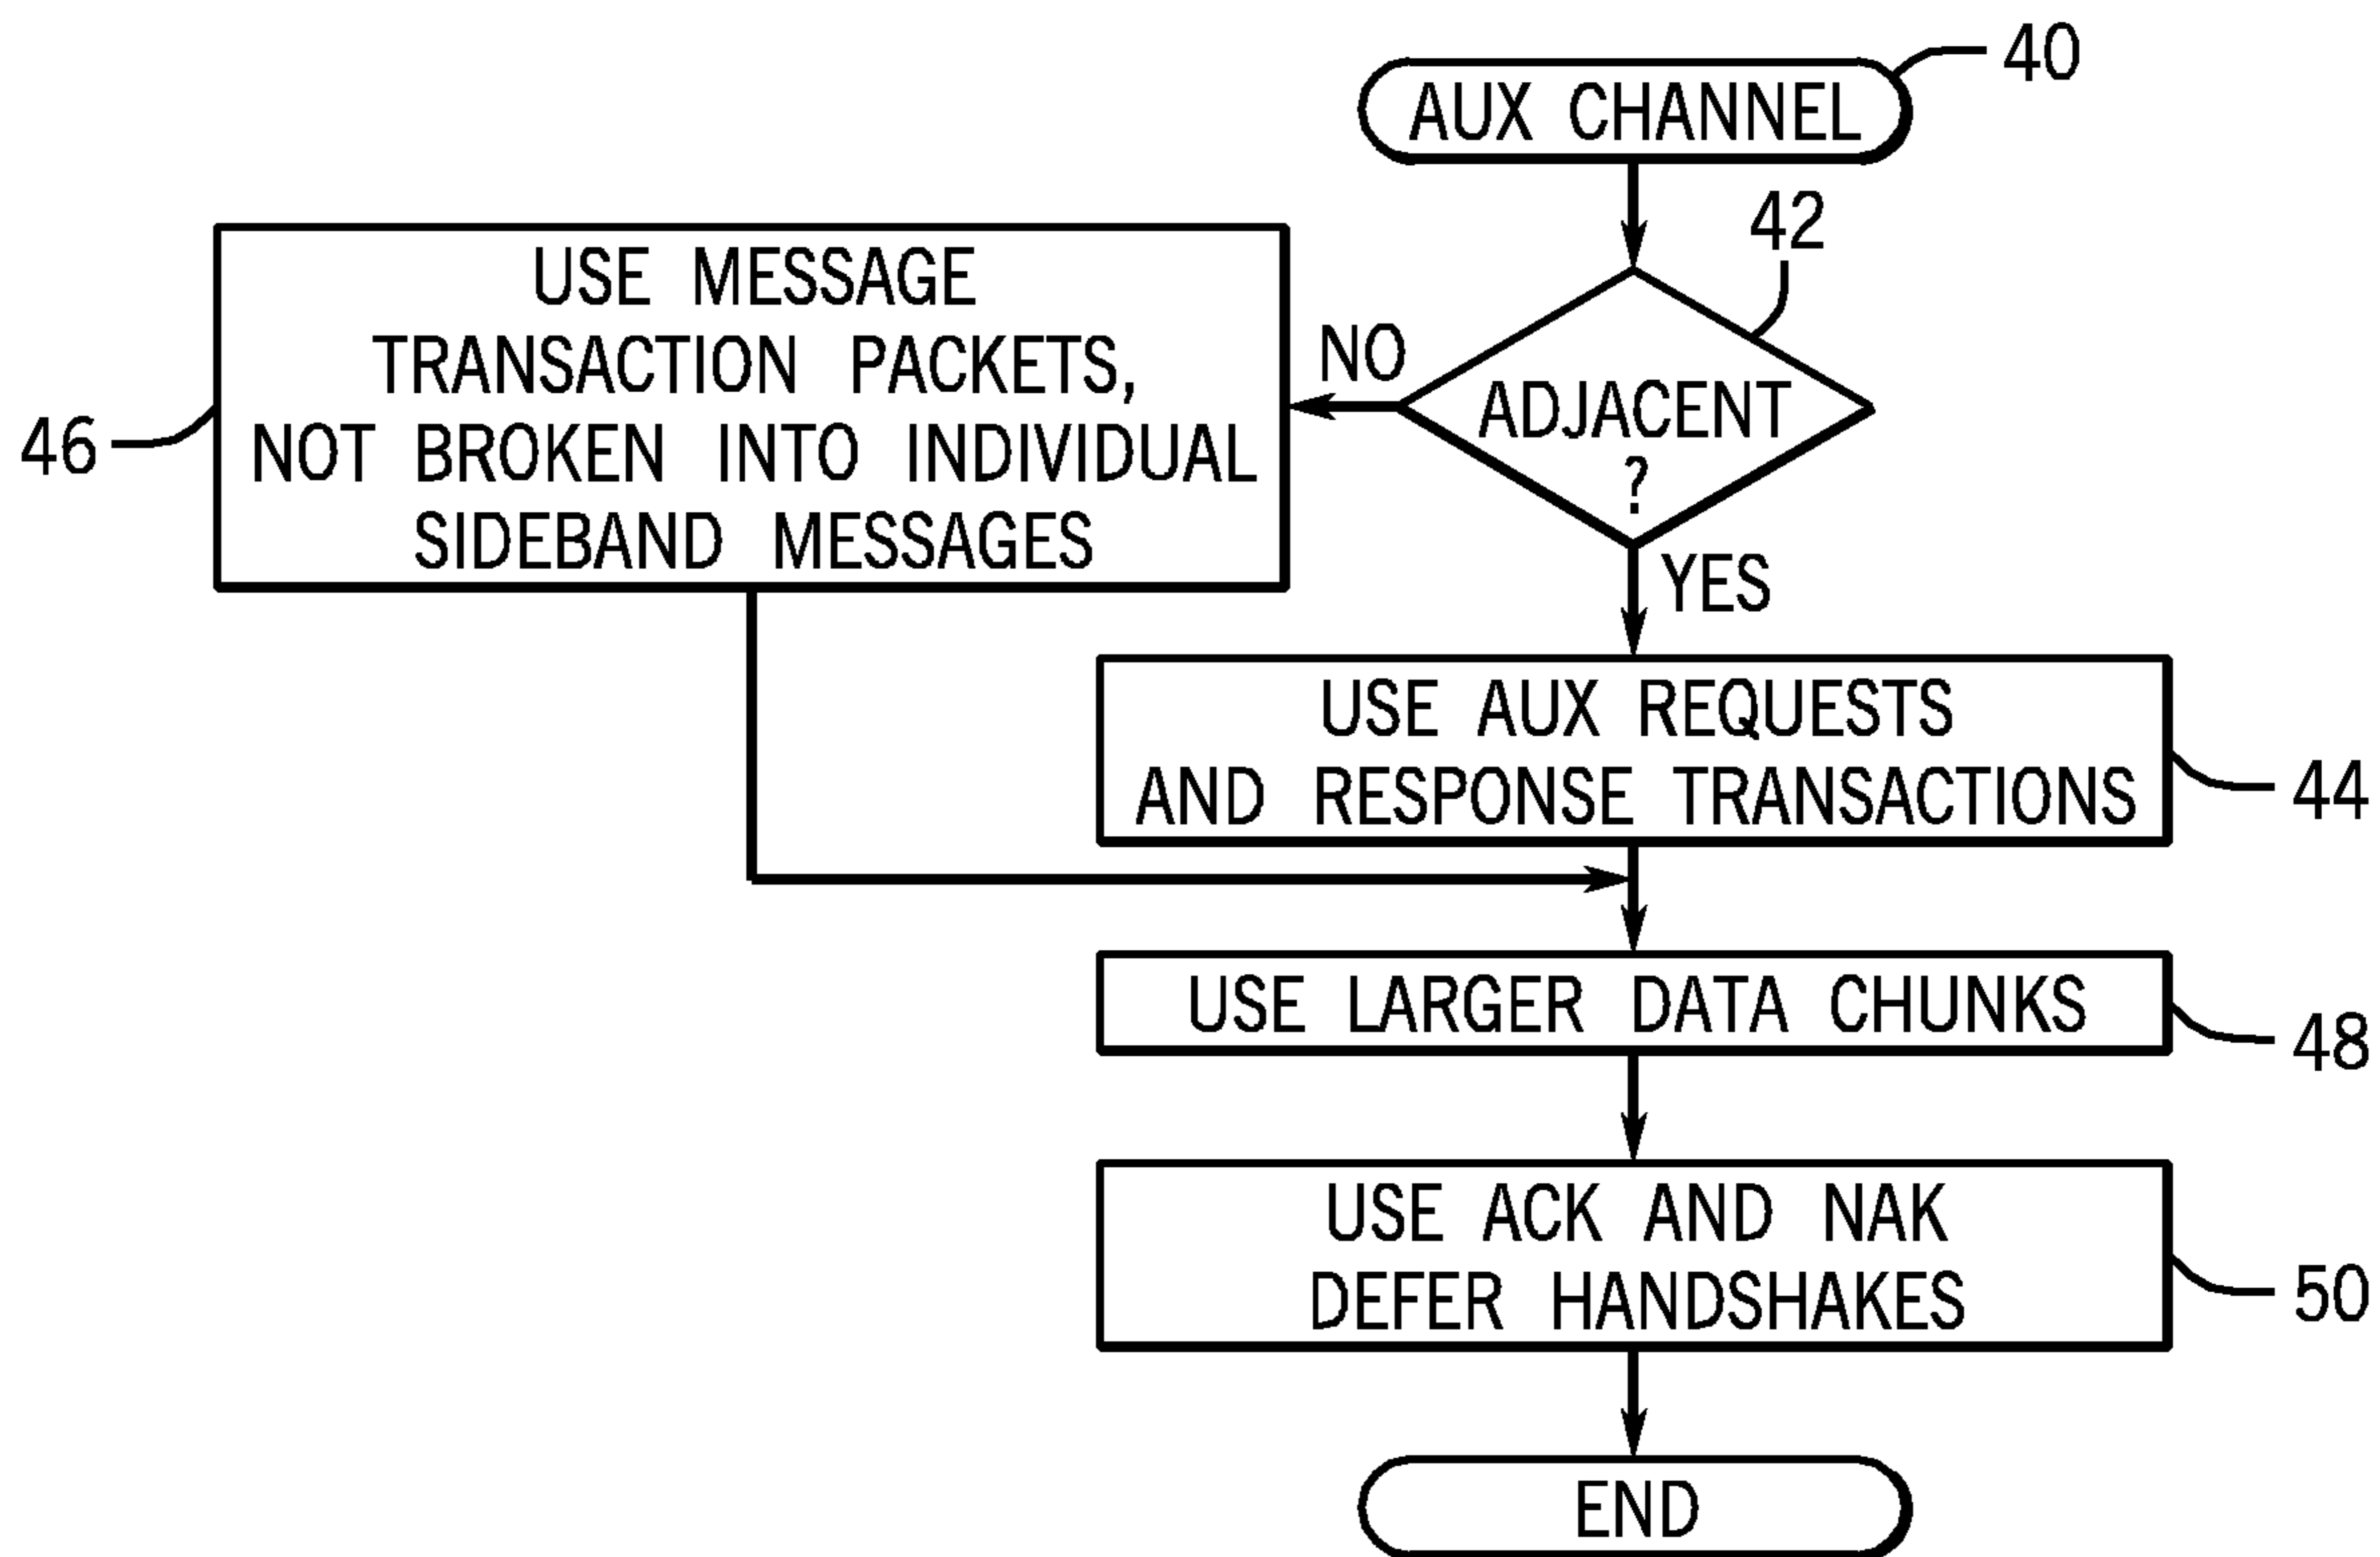 AUX CHANNEL
40
42
ADJACENT
?
NO
YES
USE MESSAGE
TRANSACTION PACKETS,
NOT BROKEN INTO INDIVIDUAL
SIDEBAND MESSAGES
46
USE AUX REQUESTS
AND RESPONSE TRANSACTIONS
44
USE LARGER DATA CHUNKS
48
USE ACK AND NAK
DEFER HANDSHAKES
50
END